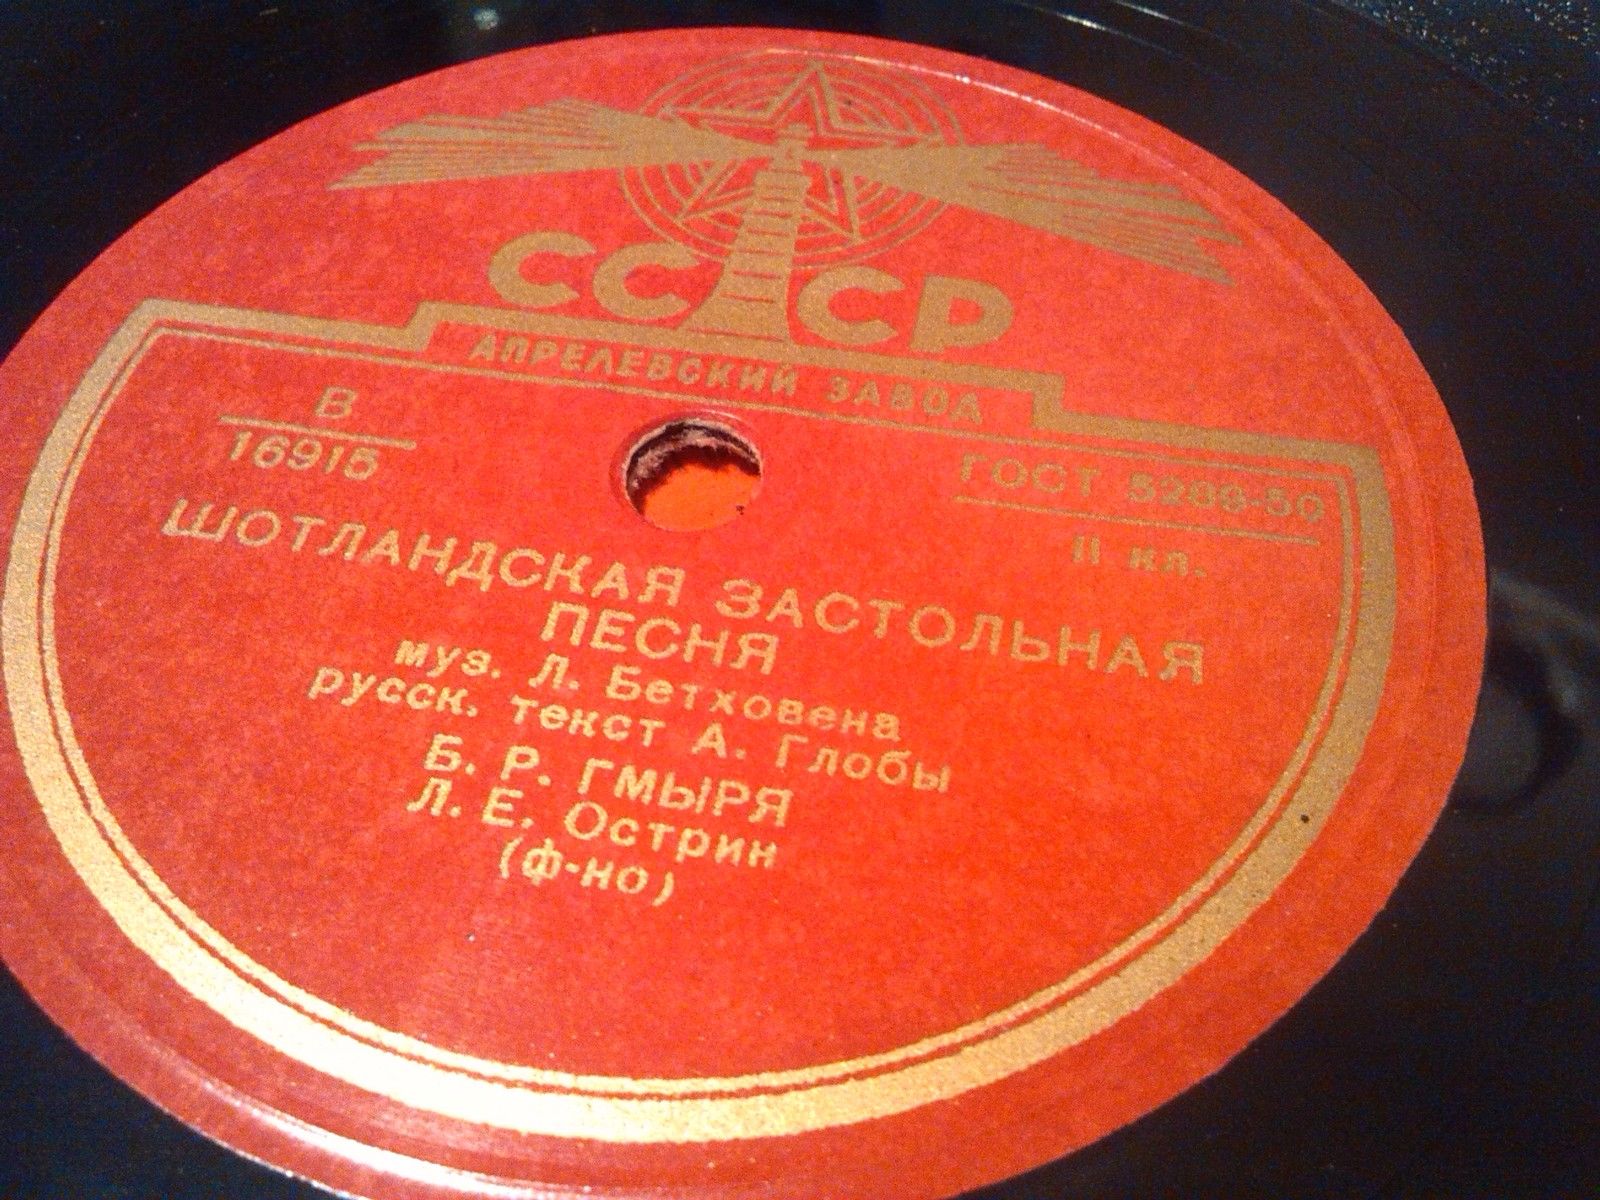 СССР
АПРЕЛЕВСКИЙ ЗАВОД
В
16915
ГОСТ 5289-50
II кл.
ШОТЛАНДСКАЯ ЗАСТОЛЬНАЯ
ПЕСНЯ
муз. Л. Бетховена
русск. текст А. Глобы
Б. Р. ГМЫРЯ
Л. Е. Острин
(ф-но)